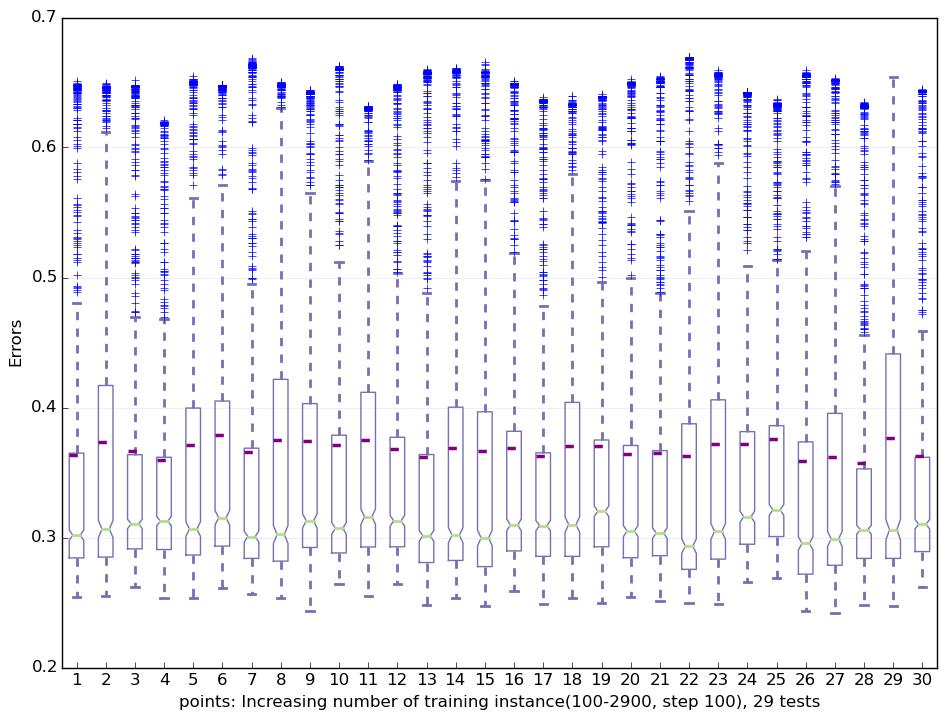 0.7
0.6
0.5
0.4
0.3
0.2
Errors
1 2 3 4 5 6 7 8 9 10 11 12 13 14 15 16 17 18 19 20 21 22 23 24 25 26 27 28 29 30
points: Increasing number of training instance(100-2900, step 100), 29 tests